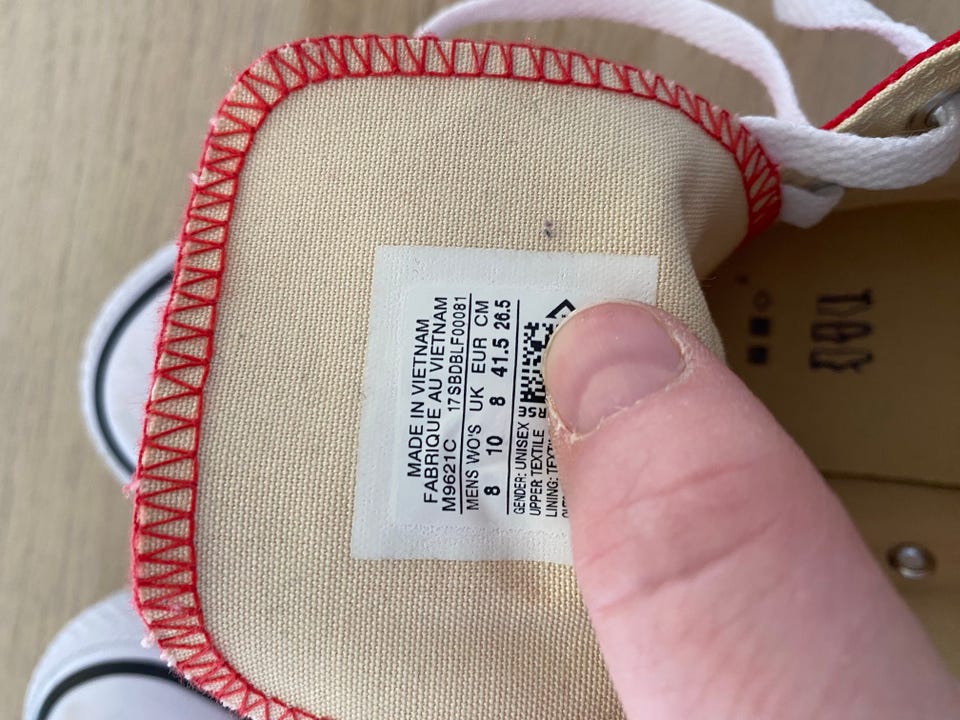 MADE IN VIETNAM
FABRIQUE AU VIETNAM
M9621C 17SBDBLF00081
MENS WO'S UK EUR CM
8 10 8 41.5 26.5
GENDER: UNISEX
UPPER TEXTILE
LINING: